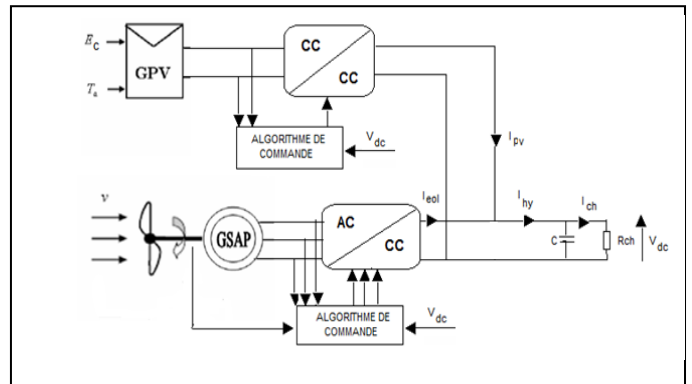 E_C
T_a
GPV
CC
CC
ALGORITHME DE
COMMANDE
V_dc
I_pv
v
GSAP
AC
CC
I_eol
I_hy
I_ch
C
Rch
V_dc
ALGORITHME DE
COMMANDE
V_dc